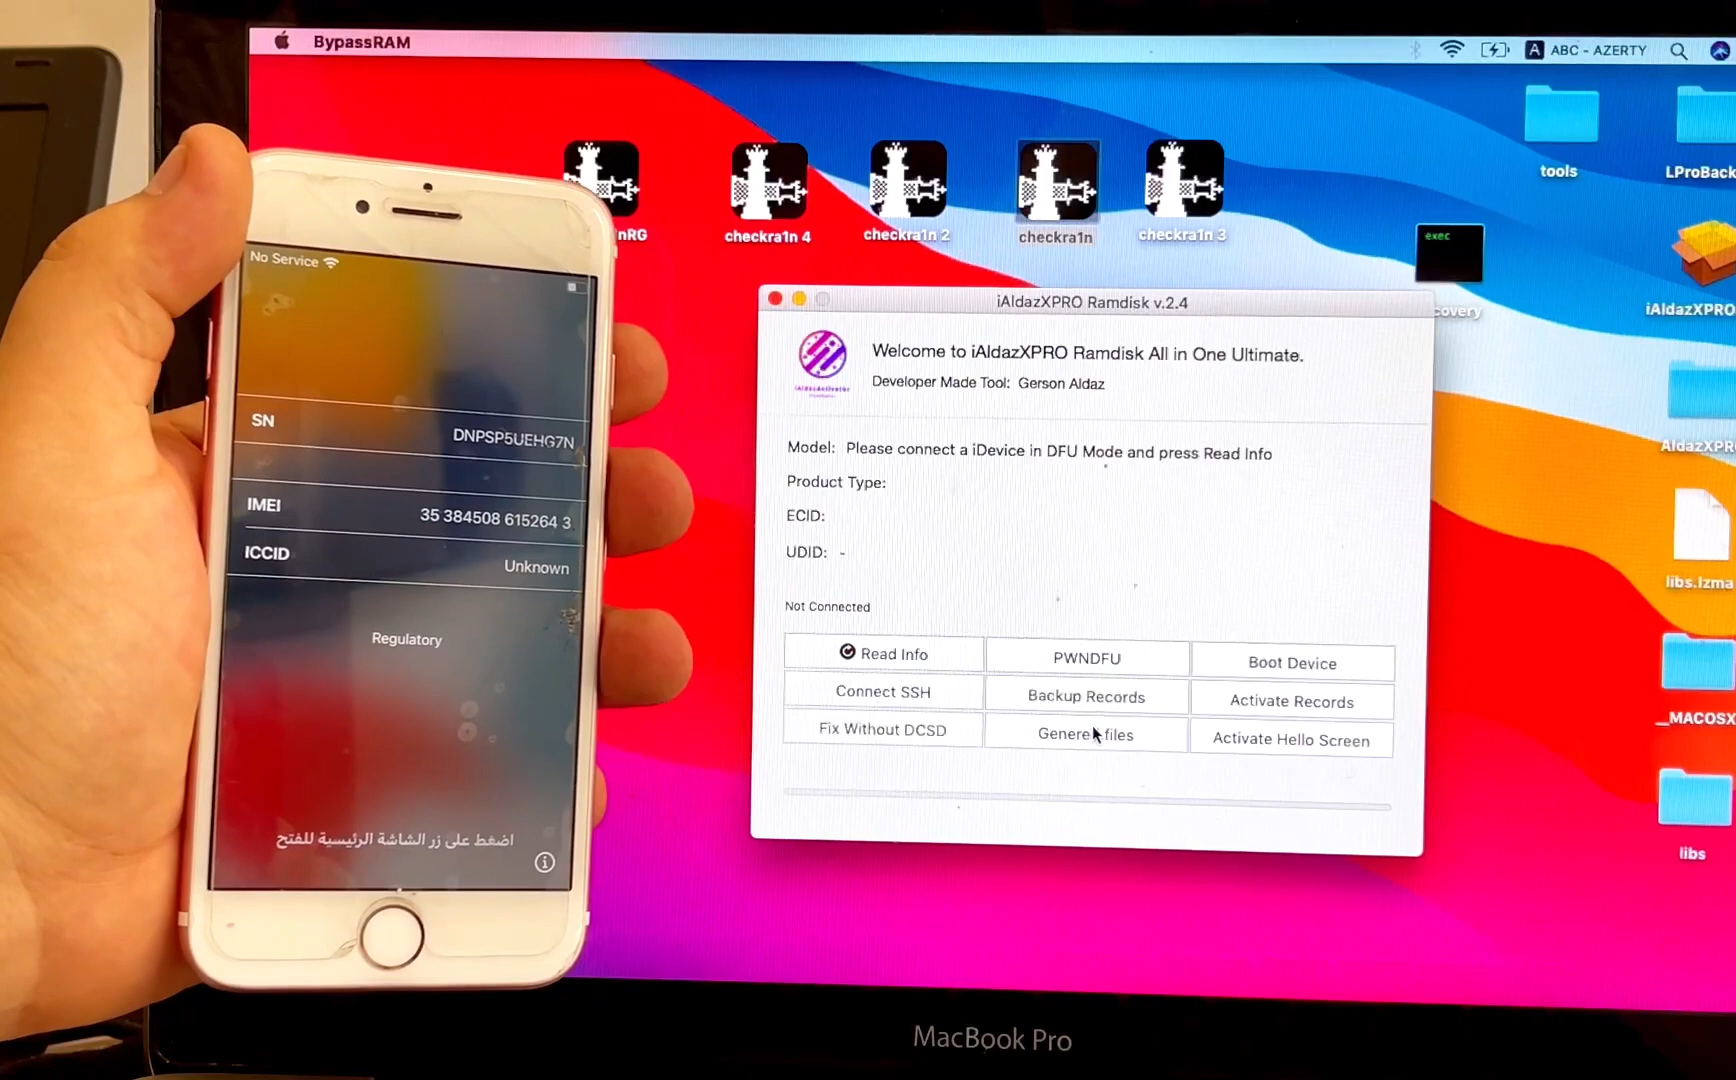 BypassRAM
ABC - AZERTY
tools
LProBack
nRG
checkra1n 4
checkra1n 2
checkra1n
checkra1n 3
exec
covery
iAldazXPRO
iAldazXPRO Ramdisk v.2.4
Welcome to iAldazXPRO Ramdisk All in One Ultimate.
Developer Made Tool: Gerson Aldaz
AldazXPR
Model: Please connect a iDevice in DFU Mode and press Read Info
Product Type:
ECID:
UDID: -
libs.lzma
Not Connected
Read Info
PWNDFU
Boot Device
Connect SSH
Backup Records
Activate Records
Fix Without DCSD
Genere files
Activate Hello Screen
__MACOSX
libs
No Service
SN
DNPSP5UEHG7N
IMEI
35 384508 615264 3
ICCID
Unknown
Regulatory
اضغط على زر الشاشة الرئيسية للفتح
MacBook Pro